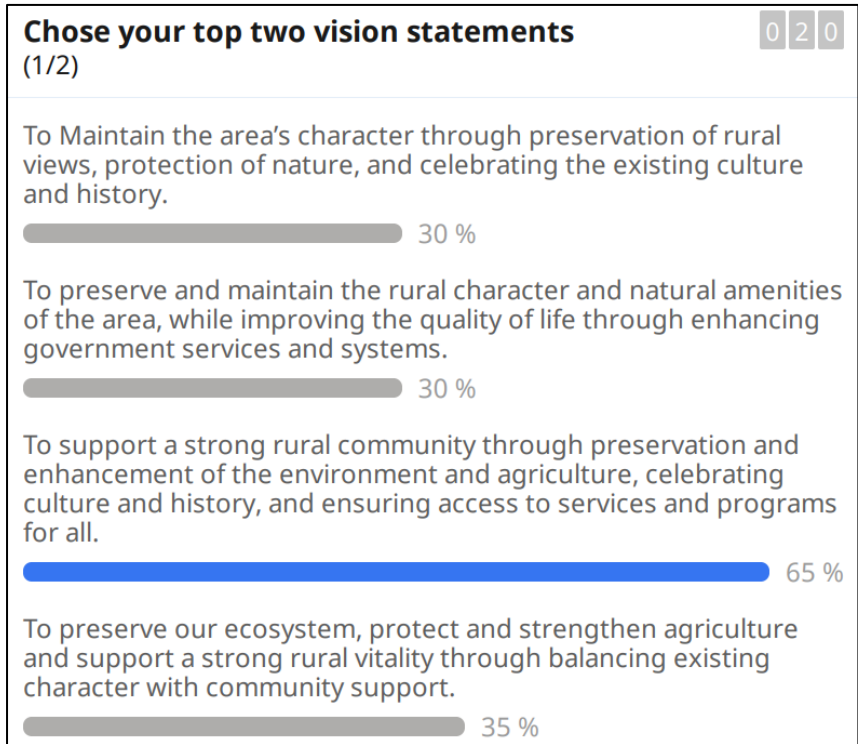 Chose your top two vision statements
020
(1/2)
To Maintain the area’s character through preservation of rural
views, protection of nature, and celebrating the existing culture
and history.
30 %
To preserve and maintain the rural character and natural amenities
of the area, while improving the quality of life through enhancing
government services and systems.
30 %
To support a strong rural community through preservation and
enhancement of the environment and agriculture, celebrating
culture and history, and ensuring access to services and programs
for all.
65 %
To preserve our ecosystem, protect and strengthen agriculture
and support a strong rural vitality through balancing existing
character with community support.
35 %